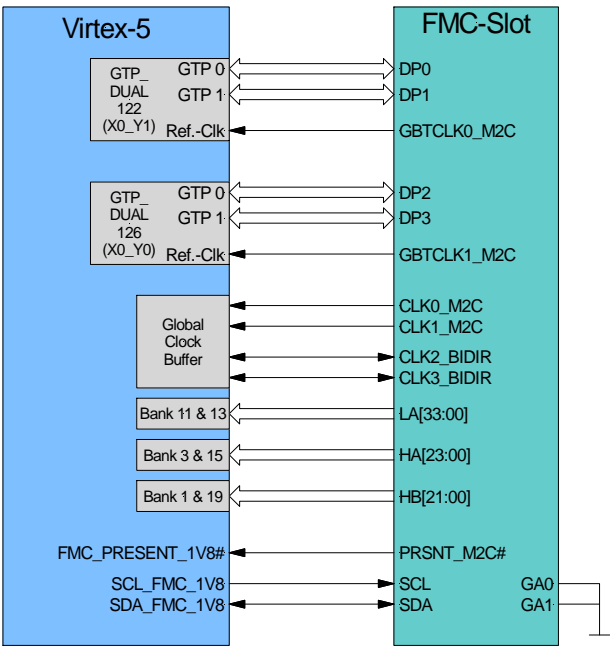 Virtex-5
FMC-Slot
GTP_
DUAL
122
(X0_Y1)
GTP 0
GTP 1
Ref.-Clk
DP0
DP1
GBTCLK0_M2C
GTP_
DUAL
126
(X0_Y0)
GTP 0
GTP 1
Ref.-Clk
DP2
DP3
GBTCLK1_M2C
Global
Clock
Buffer
CLK0_M2C
CLK1_M2C
CLK2_BIDIR
CLK3_BIDIR
Bank 11 & 13
LA[33:00]
Bank 3 & 15
HA[23:00]
Bank 1 & 19
HB[21:00]
FMC_PRESENT_1V8#
PRSNT_M2C#
SCL_FMC_1V8
SCL
GA0
SDA_FMC_1V8
SDA
GA1